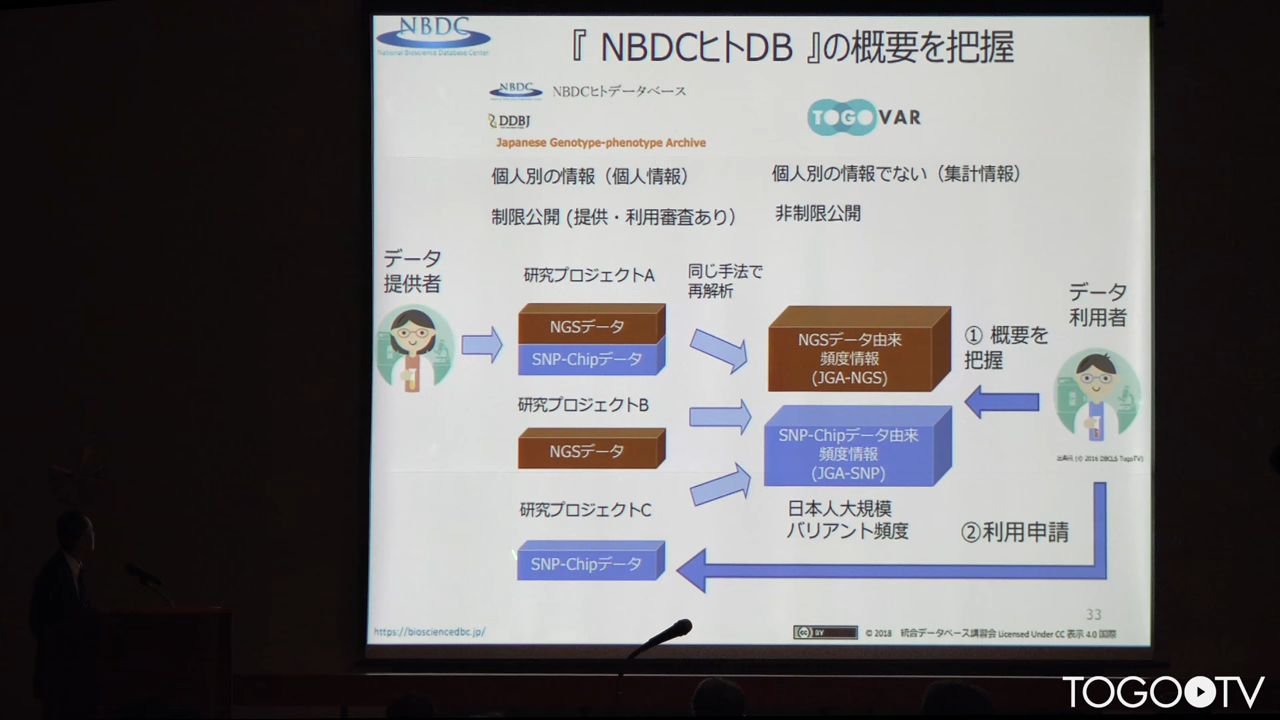 NBDC
National Bioscience Database Center
『 NBDCヒトDB 』の概要を把握
NBDC NBDCヒトデータベース
DDBJ
Japanese Genotype-phenotype Archive
TOGO VAR
個人別の情報（個人情報）
個人別の情報でない（集計情報）
制限公開 (提供・利用審査あり）
非制限公開
データ
提供者
研究プロジェクトA
NGSデータ
SNP-Chipデータ
研究プロジェクトB
NGSデータ
研究プロジェクトC
SNP-Chipデータ
同じ手法で
再解析
NGSデータ由来
頻度情報
(JGA-NGS)
SNP-Chipデータ由来
頻度情報
(JGA-SNP)
日本人大規模
バリアント頻度
データ
利用者
① 概要を
把握
(© 2016 DBCLS TogoTV)
②利用申請
33
https://biosciencedbc.jp/
cc BY
© 2018 統合データベース講習会 Licensed Under CC 表示 4.0 国際
TOGO TV